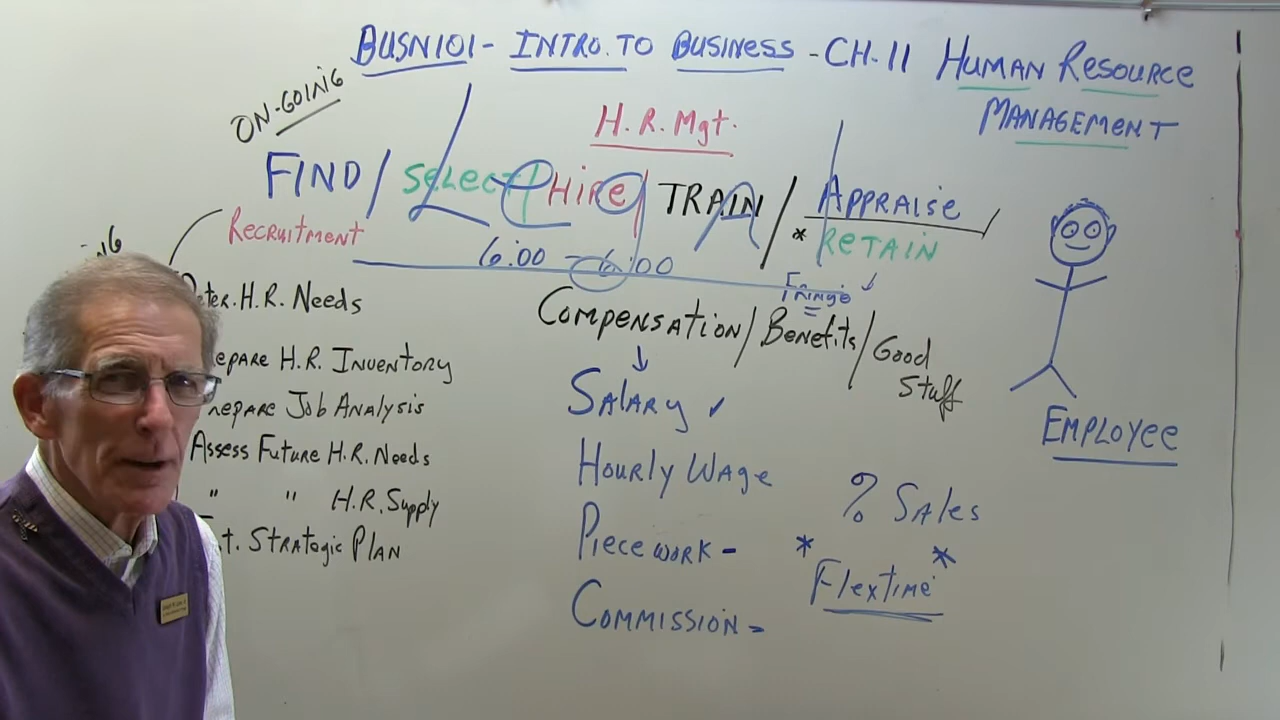 BUSN101 - INTRO. TO BUSINESS - CH. 11 HUMAN RESOURCE
MANAGEMENT
ON-GOING
H.R. Mgt.
FIND / SELECT / HIRE / TRAIN / APPRAISE /
* RETAIN
RECRUITMENT
6:00 - 6:00
Fringe
eter. H.R. NEEDS
COMPENSATION / BENEFITS / GOOD
STUFF
epare H.R. INVENTORY
repare JOB ANALYSIS
SALARY ✓
EMPLOYEE
ASSESS FUTURE H.R. NEEDS
HOURLY WAGE
" " H.R. Supply
% SALES
t. STRATEGIC PLAN
PIECEWORK -
* FLEXTIME *
COMMISSION -